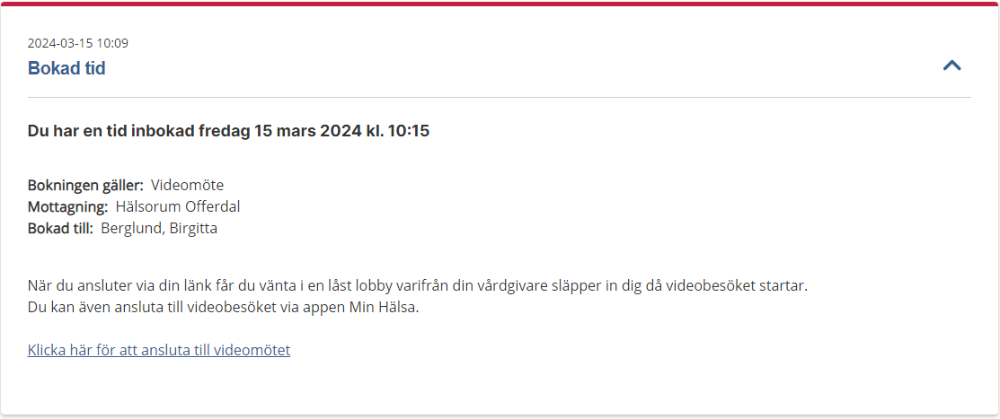 2024-03-15 10:09
Bokad tid
Du har en tid inbokad fredag 15 mars 2024 kl. 10:15
Bokningen gäller: Videomöte
Mottagning: Hälsorum Offerdal
Bokad till: Berglund, Birgitta
När du ansluter via din länk får du vänta i en låst lobby varifrån din vårdgivare släpper in dig då videobesöket startar.
Du kan även ansluta till videobesöket via appen Min Hälsa.
Klicka här för att ansluta till videomötet